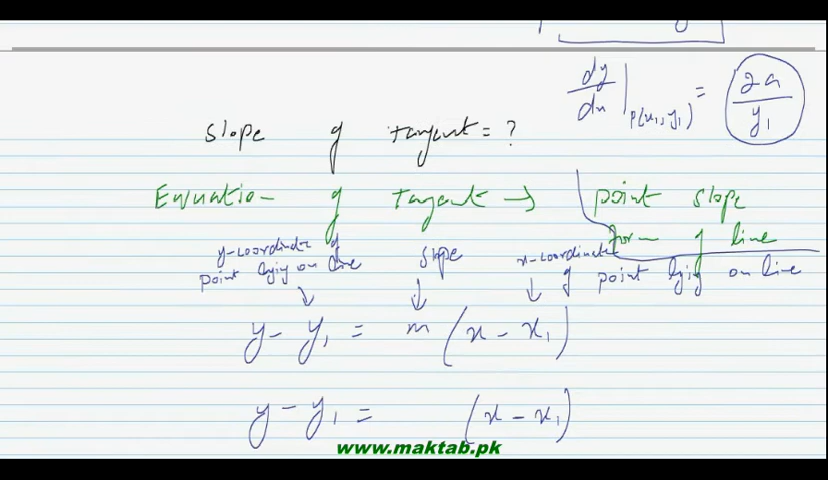 dy/dx | P(x₁,y₁) = 2a/y₁
Slope of tangent = ?
Equation of tangent → point slope
form of line
y-coordinate of slope x-coordinate of
point lying on line point lying on line
y - y₁ = m (x - x₁)
y - y₁ = (x - x₁)
www.maktab.pk